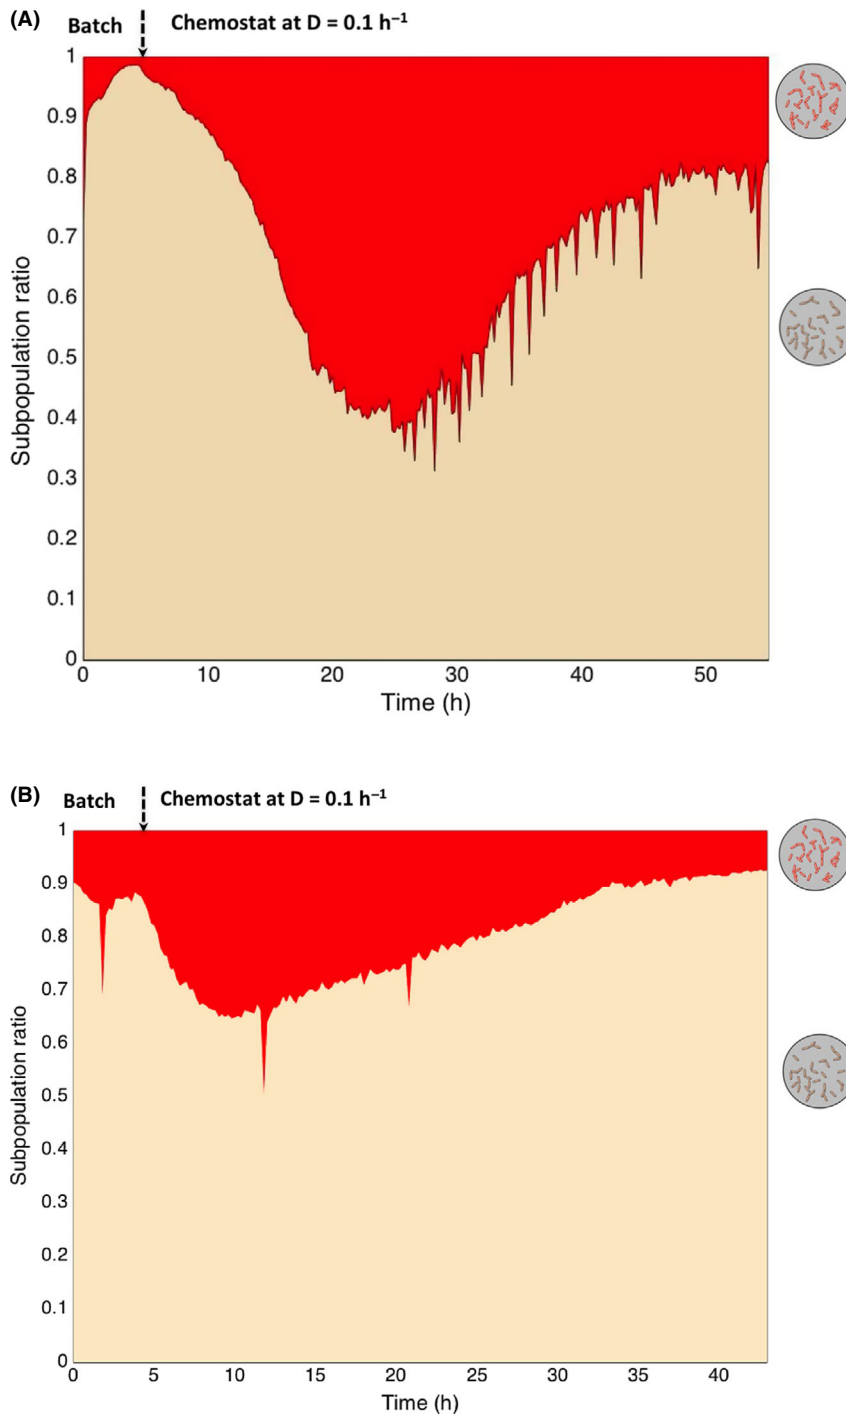 (A)
Batch
Chemostat at D = 0.1 h⁻¹
1
0.9
0.8
0.7
0.6
0.5
0.4
0.3
0.2
0.1
0
Subpopulation ratio
0 10 20 30 40 50
Time (h)
(B)
Batch
Chemostat at D = 0.1 h⁻¹
1
0.9
0.8
0.7
0.6
0.5
0.4
0.3
0.2
0.1
0
Subpopulation ratio
0 5 10 15 20 25 30 35 40
Time (h)